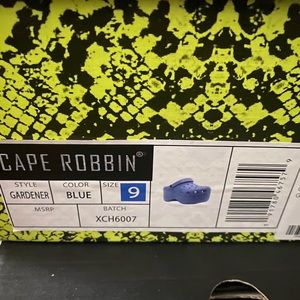 CAPE ROBBIN®
STYLE COLOR SIZE
GARDENER BLUE 9
MSRP BATCH
XCH6007